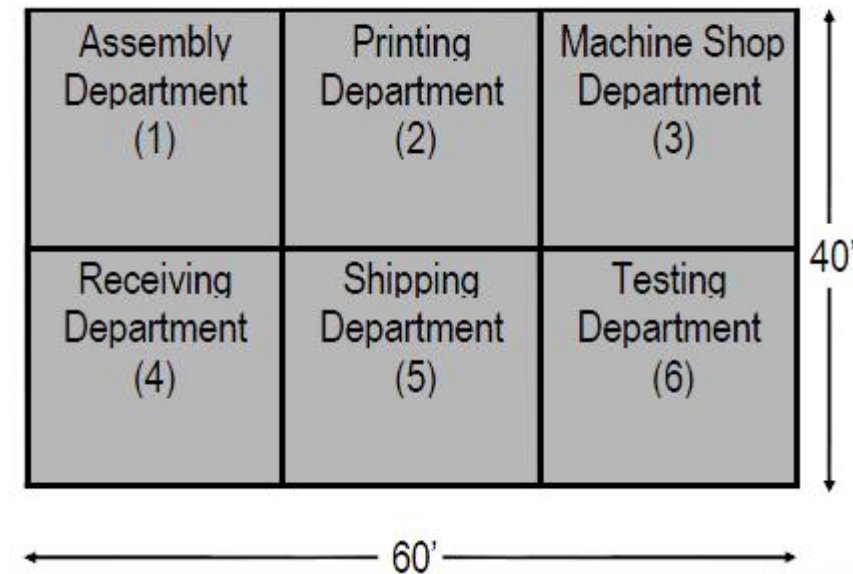 Assembly
Department
(1)
Printing
Department
(2)
Machine Shop
Department
(3)
40’
Receiving
Department
(4)
Shipping
Department
(5)
Testing
Department
(6)
60’